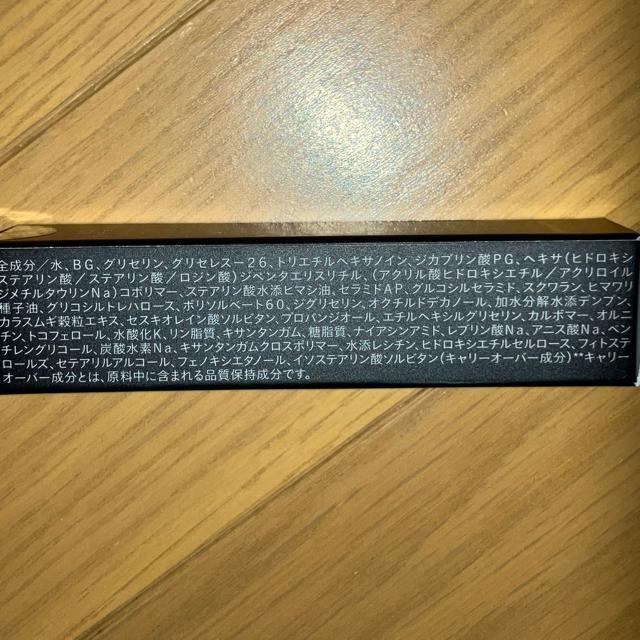 全成分／水、BG、グリセリン、グリセレス－26、トリエチルヘキサノイン、ジカプリン酸PG、ヘキサ(ヒドロキシ
ステアリン酸／ステアリン酸／ロジン酸)ジペンタエリスリチル、(アクリル酸ヒドロキシエチル／アクリロイル
ジメチルタウリンNa)コポリマー、ステアリン酸水添ヒマシ油、セラミドAP、グルコシルセラミド、スクワラン、ヒマワリ
種子油、グリコシルトレハロース、ポリソルベート60、ジグリセリン、オクチルドデカノール、加水分解水添デンプン、
カラスムギ穀粒エキス、セスキオレイン酸ソルビタン、プロパンジオール、エチルヘキシルグリセリン、カルボマー、オルニ
チン、トコフェロール、水酸化K、リン脂質、キサンタンガム、糖脂質、ナイアシンアミド、レブリン酸Na、アニス酸Na、ペン
チレングリコール、炭酸水素Na、キサンタンガムクロスポリマー、水添レシチン、ヒドロキシエチルセルロース、フィトステ
ロールズ、セテアリルアルコール、フェノキシエタノール、イソステアリン酸ソルビタン(キャリーオーバー成分)**キャリー
オーバー成分とは、原料中に含まれる品質保持成分です。